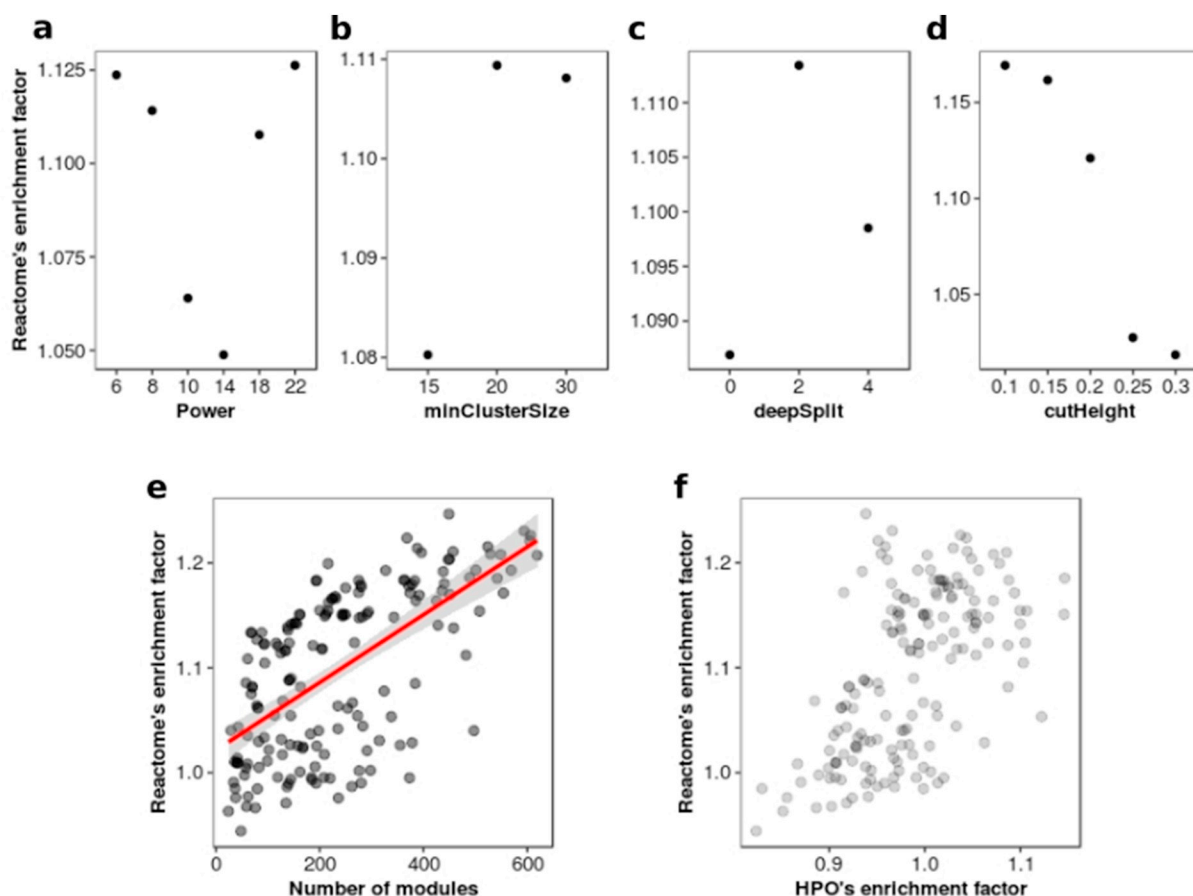 a
b
c
d
Reactome's enrichment factor
1.125
1.100
1.075
1.050
6 8 10 14 18 22
Power
1.11
1.10
1.09
1.08
15 20 30
minClusterSize
1.110
1.105
1.100
1.095
1.090
0 2 4
deepSplit
1.15
1.10
1.05
0.1 0.15 0.2 0.25 0.3
cutHeight
e
f
Reactome's enrichment factor
1.2
1.1
1.0
0 200 400 600
Number of modules
Reactome's enrichment factor
1.2
1.1
1.0
0.9 1.0 1.1
HPO's enrichment factor